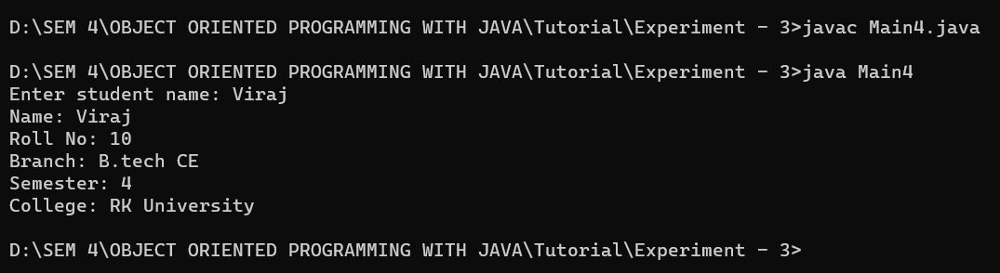 D:\SEM 4\OBJECT ORIENTED PROGRAMMING WITH JAVA\Tutorial\Experiment - 3>javac Main4.java
D:\SEM 4\OBJECT ORIENTED PROGRAMMING WITH JAVA\Tutorial\Experiment - 3>java Main4
Enter student name: Viraj
Name: Viraj
Roll No: 10
Branch: B.tech CE
Semester: 4
College: RK University
D:\SEM 4\OBJECT ORIENTED PROGRAMMING WITH JAVA\Tutorial\Experiment - 3>